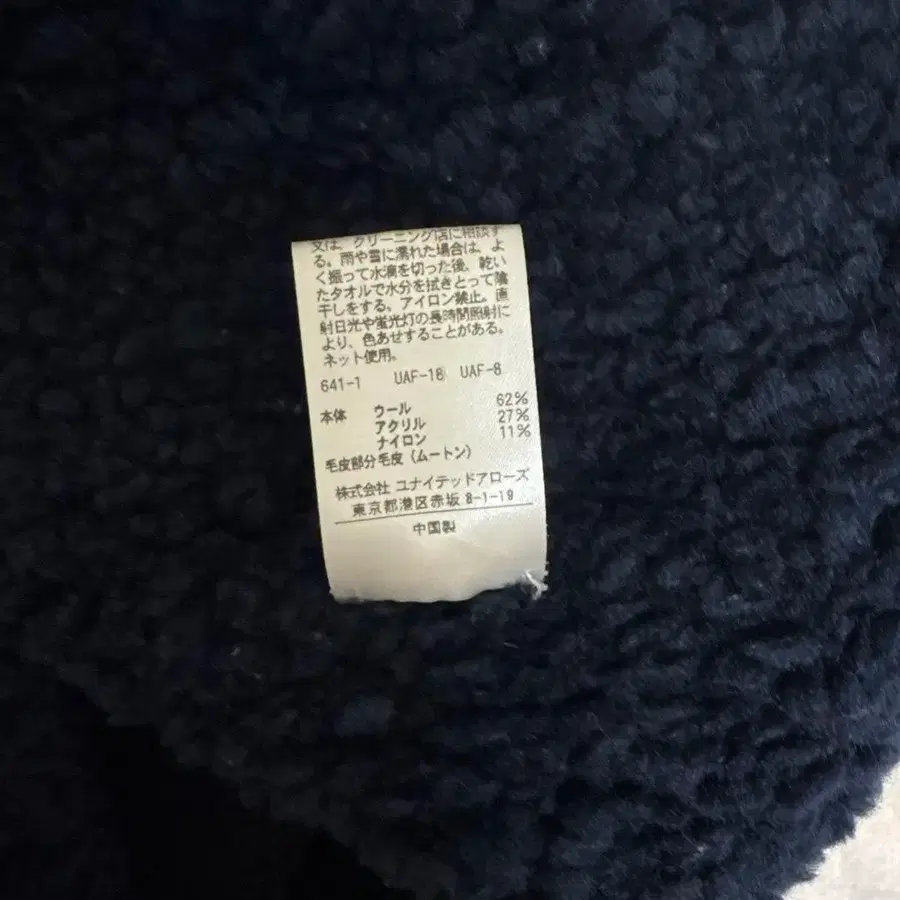 又は、クリーニング店に相談す
る。雨や雪に濡れた場合は、よ
く振って水滴を切った後、乾い
たタオルで水分を拭きとって陰
干しをする、アイロン禁止。直
射日光や蛍光灯の長時間照射に
より、色あせすることがある。
ネット使用。
641-1 UAF-18 UAF-8
本体 ウール 62%
アクリル 27%
ナイロン 11%
毛皮部分毛皮(ムートン)
株式会社 ユナイテッドアローズ
東京都港区赤坂 8-1-19
中国製